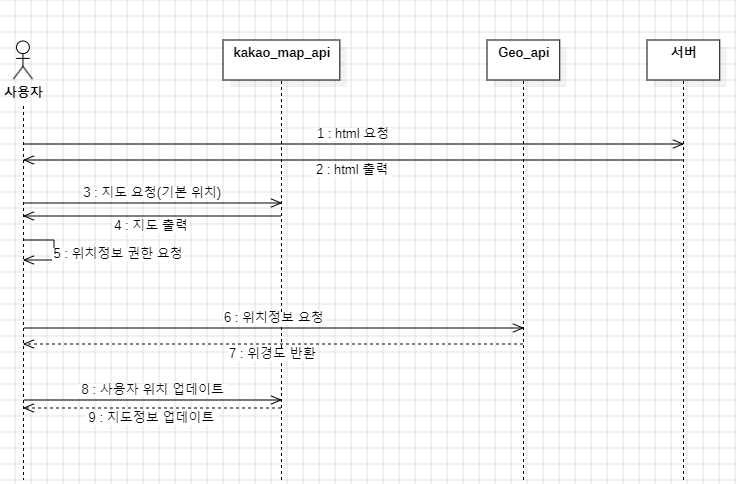 사용자
kakao_map_api
Geo_api
서버
1 : html 요청
2 : html 출력
3 : 지도 요청(기본 위치)
4 : 지도 출력
5 : 위치정보 권한 요청
6 : 위치정보 요청
7 : 위경도 반환
8 : 사용자 위치 업데이트
9 : 지도정보 업데이트